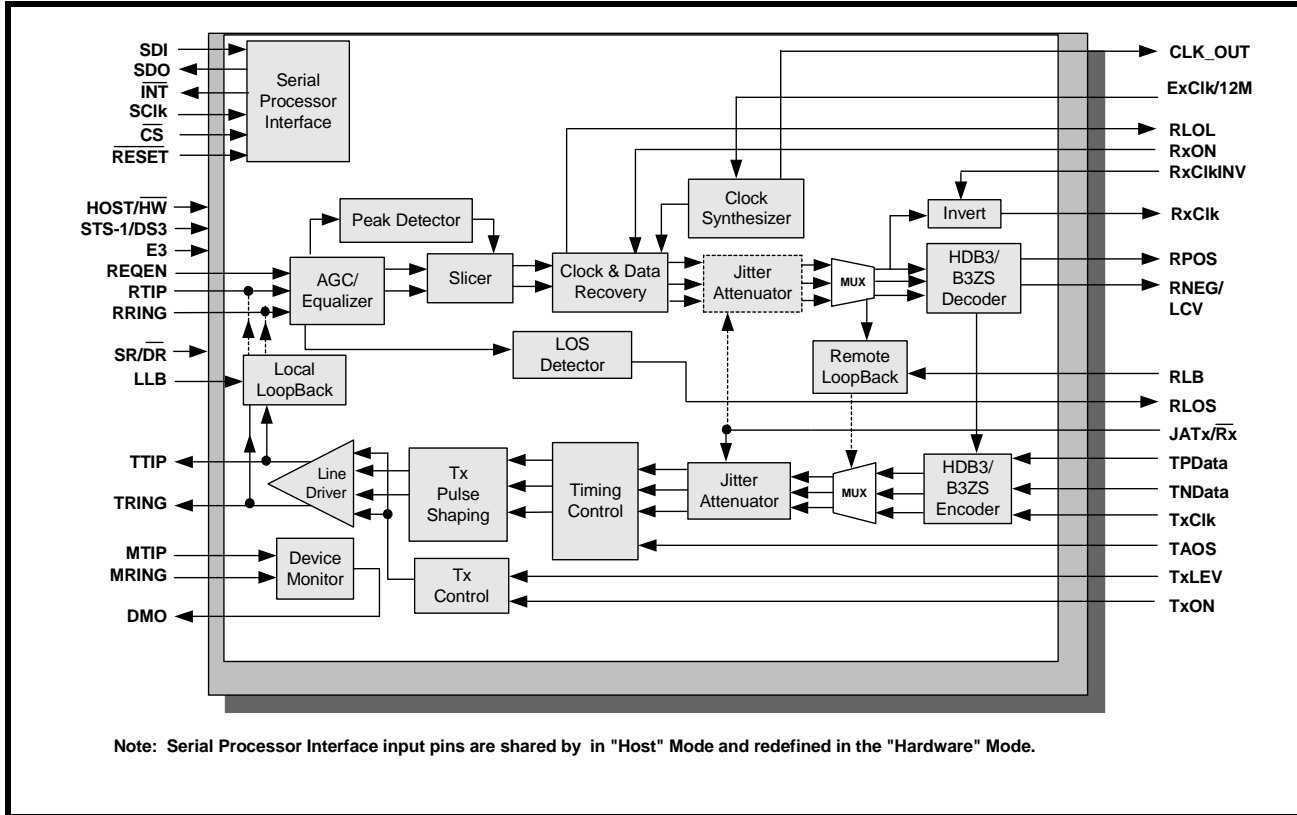 SDI
SDO
INT
SClk
CS
RESET
HOST/HW
STS-1/DS3
E3
REQEN
RTIP
RRING
SR/DR
LLB
TTIP
TRING
MTIP
MRING
DMO
Serial
Processor
Interface
Peak Detector
AGC/
Equalizer
Slicer
Clock & Data
Recovery
Clock
Synthesizer
Jitter
Attenuator
MUX
Invert
HDB3/
B3ZS
Decoder
LOS
Detector
Remote
LoopBack
Local
LoopBack
Line
Driver
Tx
Pulse
Shaping
Timing
Control
Jitter
Attenuator
MUX
HDB3/
B3ZS
Encoder
Device
Monitor
Tx
Control
CLK_OUT
ExClk/12M
RLOL
RxON
RxClkINV
RxClk
RPOS
RNEG/
LCV
RLB
RLOS
JATx/Rx
TPData
TNData
TxClk
TAOS
TxLEV
TxON
Note: Serial Processor Interface input pins are shared by in "Host" Mode and redefined in the "Hardware" Mode.